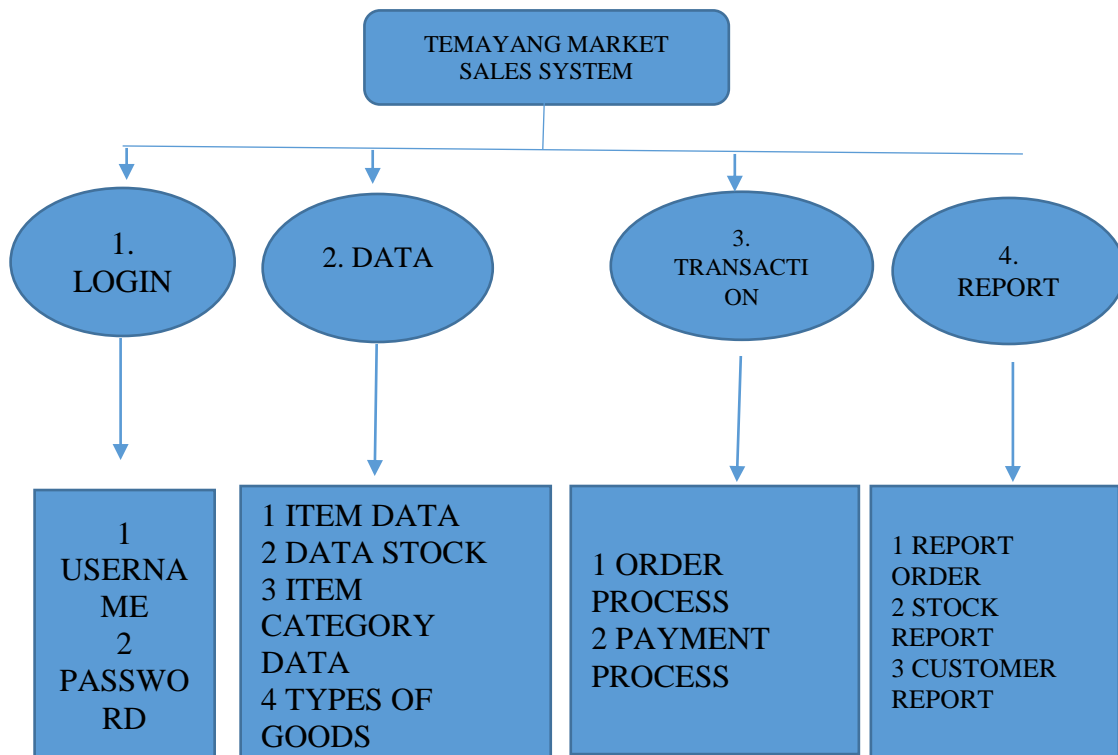 TEMAYANG MARKET
SALES SYSTEM
1.
LOGIN
2. DATA
3.
TRANSACTI
ON
4.
REPORT
1
USERNA
ME
2
PASSWO
RD
1 ITEM DATA
2 DATA STOCK
3 ITEM
CATEGORY
DATA
4 TYPES OF
GOODS
1 ORDER
PROCESS
2 PAYMENT
PROCESS
1 REPORT
ORDER
2 STOCK
REPORT
3 CUSTOMER
REPORT